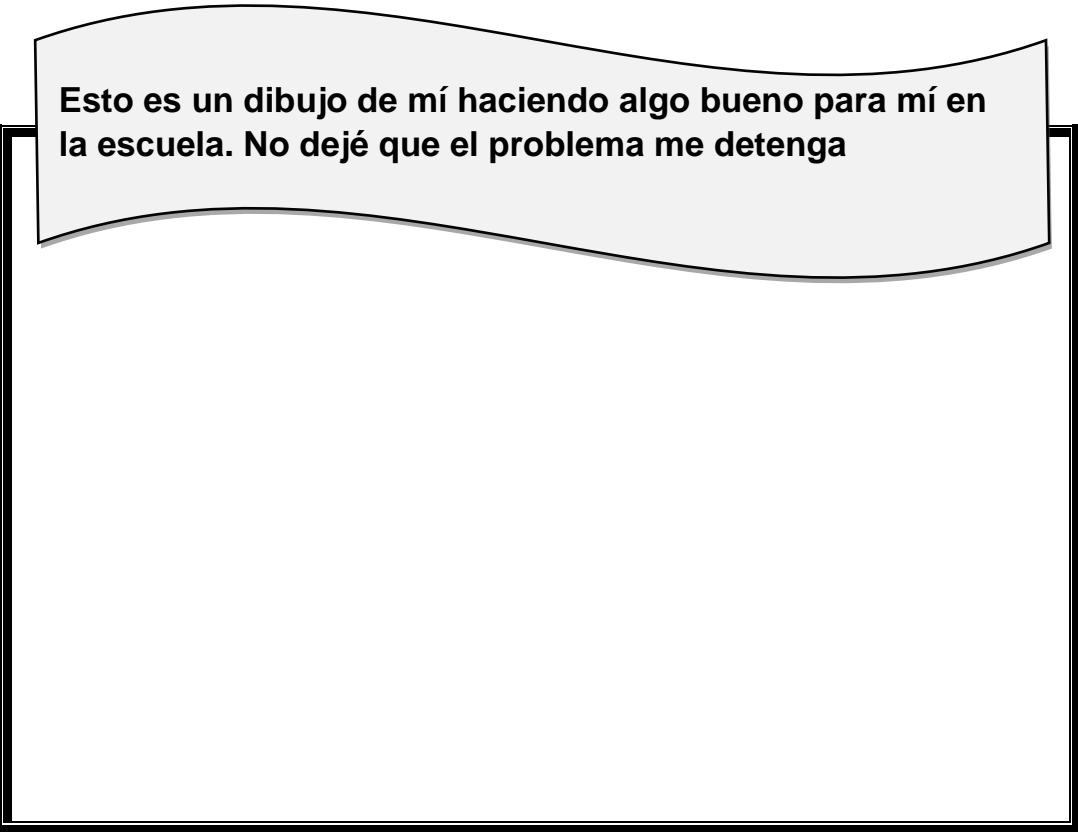 Esto es un dibujo de mí haciendo algo bueno para mí en
la escuela. No dejé que el problema me detenga